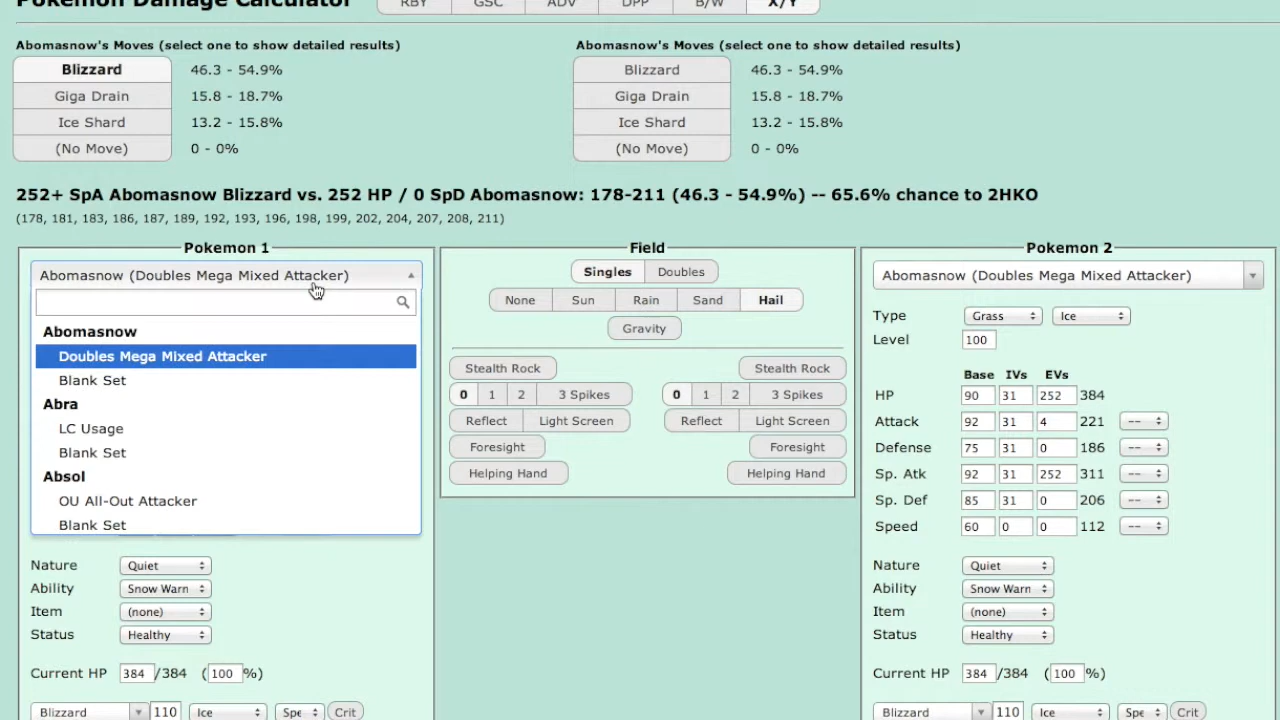 Pokemon Damage Calculator
RBY GSC ADV DPP B/W X/Y
Abomasnow's Moves (select one to show detailed results)
Blizzard 46.3 - 54.9%
Giga Drain 15.8 - 18.7%
Ice Shard 13.2 - 15.8%
(No Move) 0 - 0%
Abomasnow's Moves (select one to show detailed results)
Blizzard 46.3 - 54.9%
Giga Drain 15.8 - 18.7%
Ice Shard 13.2 - 15.8%
(No Move) 0 - 0%
252+ SpA Abomasnow Blizzard vs. 252 HP / 0 SpD Abomasnow: 178-211 (46.3 - 54.9%) -- 65.6% chance to 2HKO
(178, 181, 183, 186, 187, 189, 192, 193, 196, 198, 199, 202, 204, 207, 208, 211)
Pokemon 1
Abomasnow (Doubles Mega Mixed Attacker)
Abomasnow
Doubles Mega Mixed Attacker
Blank Set
Abra
LC Usage
Blank Set
Absol
OU All-Out Attacker
Blank Set
Nature Quiet
Ability Snow Warn
Item (none)
Status Healthy
Current HP 384 /384 (100 %)
Blizzard 110 Ice Spe Crit
Field
Singles Doubles
None Sun Rain Sand Hail
Gravity
Stealth Rock Stealth Rock
0 1 2 3 Spikes 0 1 2 3 Spikes
Reflect Light Screen Reflect Light Screen
Foresight Foresight
Helping Hand Helping Hand
Pokemon 2
Abomasnow (Doubles Mega Mixed Attacker)
Type Grass Ice
Level 100
Base IVs EVs
HP 90 31 252 384
Attack 92 31 4 221 --
Defense 75 31 0 186 --
Sp. Atk 92 31 252 311 --
Sp. Def 85 31 0 206 --
Speed 60 0 0 112 --
Nature Quiet
Ability Snow Warn
Item (none)
Status Healthy
Current HP 384 /384 (100 %)
Blizzard 110 Ice Spe Crit